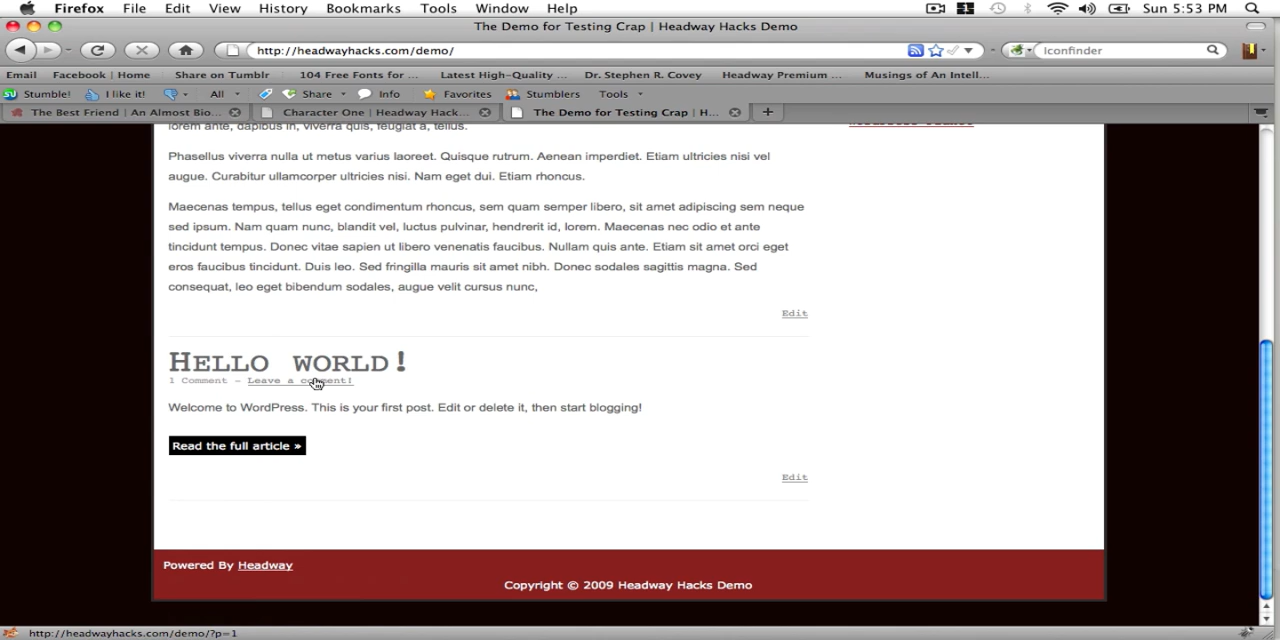 Firefox File Edit View History Bookmarks Tools Window Help Sun 5:53 PM
The Demo for Testing Crap | Headway Hacks Demo
http://headwayhacks.com/demo/ Iconfinder
Email Facebook | Home Share on Tumblr 104 Free Fonts for ... Latest High-Quality ... Dr. Stephen R. Covey Headway Premium ... Musings of An Intell...
Stumble! I like it! All Share Info Favorites Stumblers Tools
The Best Friend | An Almost Bio... Character One | Headway Hack... The Demo for Testing Crap | H...
lorem ante, dapibus in, viverra quis, feugiat a, tellus.
Phasellus viverra nulla ut metus varius laoreet. Quisque rutrum. Aenean imperdiet. Etiam ultricies nisi vel
augue. Curabitur ullamcorper ultricies nisi. Nam eget dui. Etiam rhoncus.
Maecenas tempus, tellus eget condimentum rhoncus, sem quam semper libero, sit amet adipiscing sem neque
sed ipsum. Nam quam nunc, blandit vel, luctus pulvinar, hendrerit id, lorem. Maecenas nec odio et ante
tincidunt tempus. Donec vitae sapien ut libero venenatis faucibus. Nullam quis ante. Etiam sit amet orci eget
eros faucibus tincidunt. Duis leo. Sed fringilla mauris sit amet nibh. Donec sodales sagittis magna. Sed
consequat, leo eget bibendum sodales, augue velit cursus nunc,
Edit
Hello world!
1 Comment – Leave a comment!
Welcome to WordPress. This is your first post. Edit or delete it, then start blogging!
Read the full article »
Edit
Powered By Headway
Copyright © 2009 Headway Hacks Demo
http://headwayhacks.com/demo/?p=1